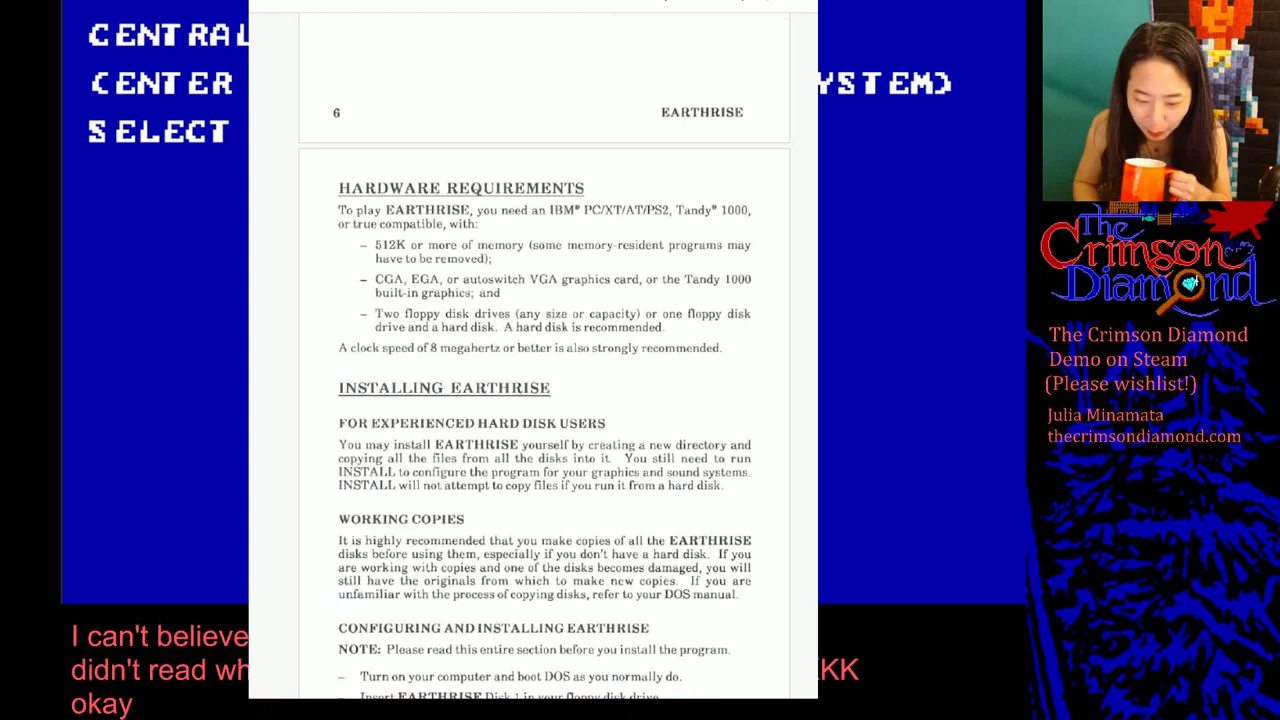 CENTRAL
(ENTER
YSTEM)
SELECT
6
EARTHRISE
HARDWARE REQUIREMENTS
To play EARTHRISE, you need an IBM® PC/XT/AT/PS2, Tandy® 1000,
or true compatible, with:
– 512K or more of memory (some memory-resident programs may
have to be removed);
– CGA, EGA, or autoswitch VGA graphics card, or the Tandy 1000
built-in graphics; and
– Two floppy disk drives (any size or capacity) or one floppy disk
drive and a hard disk. A hard disk is recommended.
A clock speed of 8 megahertz or better is also strongly recommended.
INSTALLING EARTHRISE
FOR EXPERIENCED HARD DISK USERS
You may install EARTHRISE yourself by creating a new directory and
copying all the files from all the disks into it. You still need to run
INSTALL to configure the program for your graphics and sound systems.
INSTALL will not attempt to copy files if you run it from a hard disk.
WORKING COPIES
It is highly recommended that you make copies of all the EARTHRISE
disks before using them, especially if you don't have a hard disk. If you
are working with copies and one of the disks becomes damaged, you will
still have the originals from which to make new copies. If you are
unfamiliar with the process of copying disks, refer to your DOS manual.
CONFIGURING AND INSTALLING EARTHRISE
NOTE: Please read this entire section before you install the program.
– Turn on your computer and boot DOS as you normally do.
– Insert EARTHRISE Disk 1 in your floppy disk drive
I can't believe
didn't read wh
KK
okay
The
Crimson
Diamond
The Crimson Diamond
Demo on Steam
(Please wishlist!)
Julia Minamata
thecrimsondiamond.com